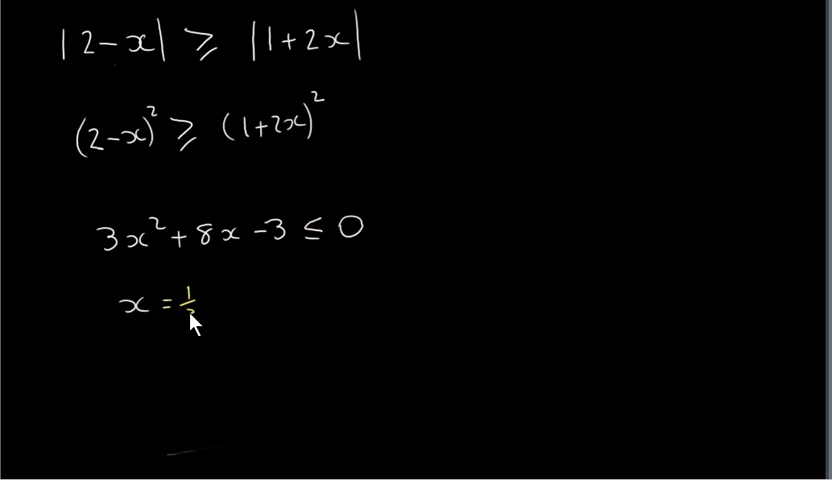 |2-x| ≥ |1+2x|
(2-x)² ≥ (1+2x)²
3x²+8x-3 ≤ 0
x = 1/